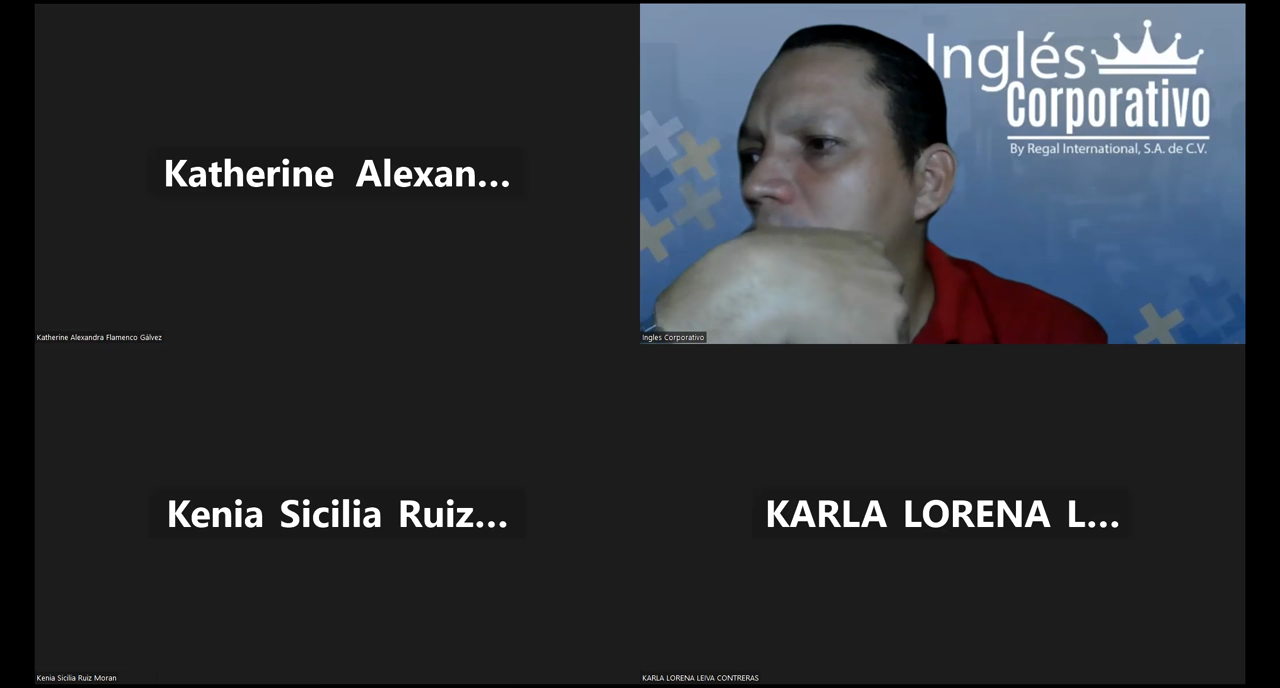 Katherine Alexan...
Katherine Alexandra Flamenco Gálvez
Inglés
Corporativo
By Regal International, S.A. de C.V.
Ingles Corporativo
Kenia Sicilia Ruiz...
Kenia Sicilia Ruiz Moran
KARLA LORENA L...
KARLA LORENA LEIVA CONTRERAS